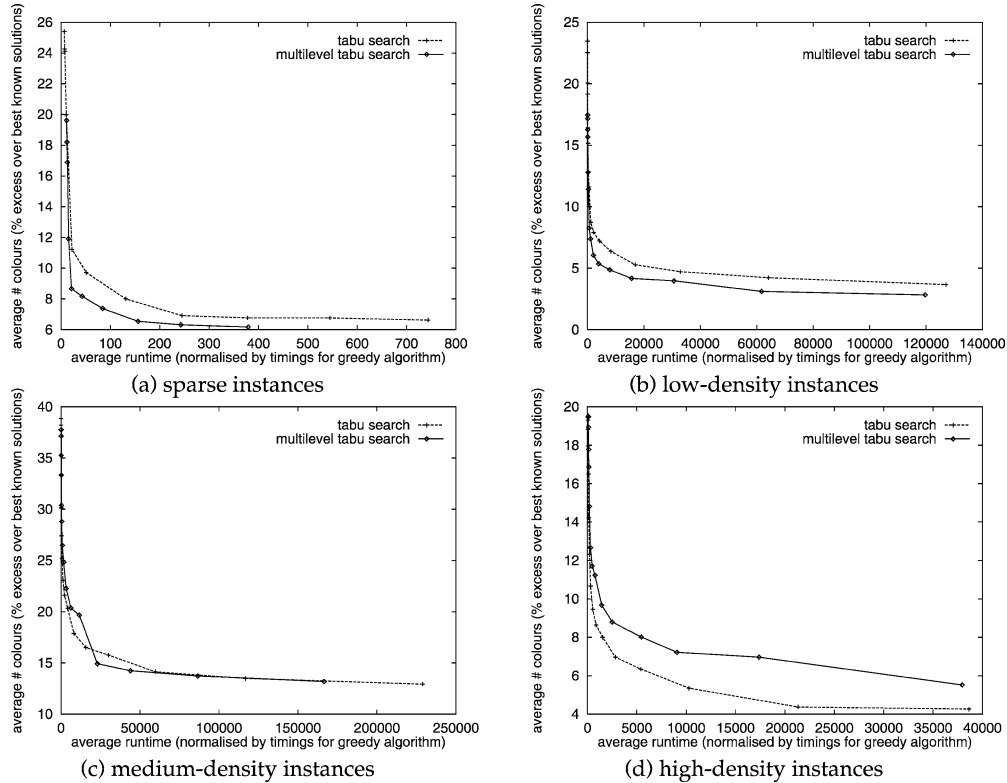 average # colours (% excess over best known solutions)
26
24
22
20
18
16
14
12
10
8
6
tabu search
multilevel tabu search
0 100 200 300 400 500 600 700 800
average runtime (normalised by timings for greedy algorithm)
(a) sparse instances
average # colours (% excess over best known solutions)
25
20
15
10
5
0
tabu search
multilevel tabu search
0 20000 40000 60000 80000 100000 120000 140000
average runtime (normalised by timings for greedy algorithm)
(b) low-density instances
average # colours (% excess over best known solutions)
40
35
30
25
20
15
10
tabu search
multilevel tabu search
0 50000 100000 150000 200000 250000
average runtime (normalised by timings for greedy algorithm)
(c) medium-density instances
average # colours (% excess over best known solutions)
20
18
16
14
12
10
8
6
4
tabu search
multilevel tabu search
0 5000 10000 15000 20000 25000 30000 35000 40000
average runtime (normalised by timings for greedy algorithm)
(d) high-density instances